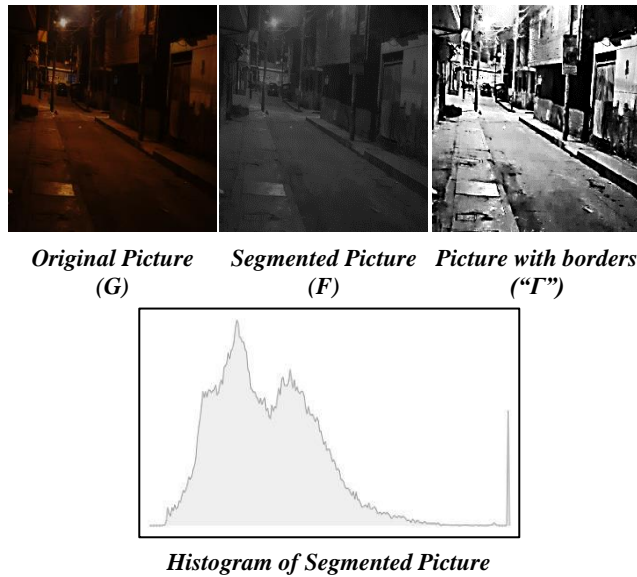 Original Picture
(G)
Segmented Picture
(F)
Picture with borders
("Γ")
Histogram of Segmented Picture